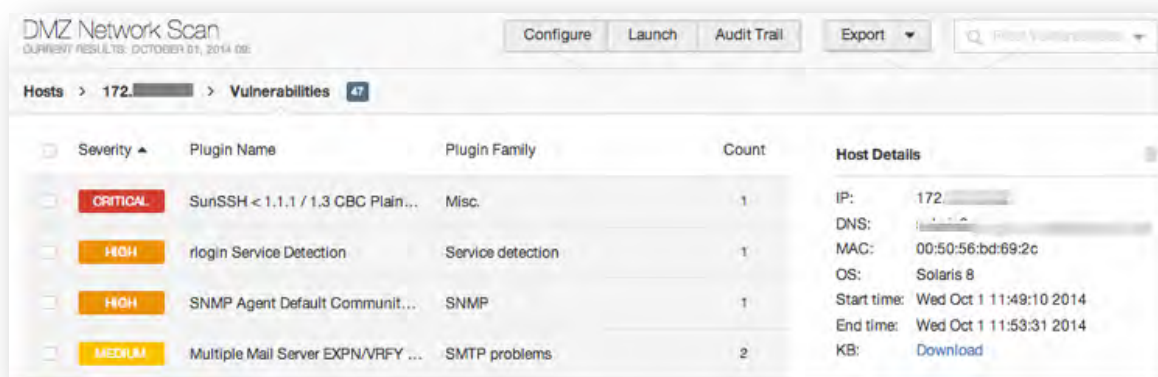 DMZ Network Scan
CURRENT RESULTS: OCTOBER 01, 2014 09:
Configure Launch Audit Trail Export
Hosts > 172. > Vulnerabilities 47
Severity Plugin Name Plugin Family Count
CRITICAL SunSSH < 1.1.1 / 1.3 CBC Plain... Misc. 1
HIGH rlogin Service Detection Service detection 1
HIGH SNMP Agent Default Communit... SNMP 1
MEDIUM Multiple Mail Server EXPN/VRFY ... SMTP problems 2
Host Details
IP: 172.
DNS:
MAC: 00:50:56:bd:69:2c
OS: Solaris 8
Start time: Wed Oct 1 11:49:10 2014
End time: Wed Oct 1 11:53:31 2014
KB: Download